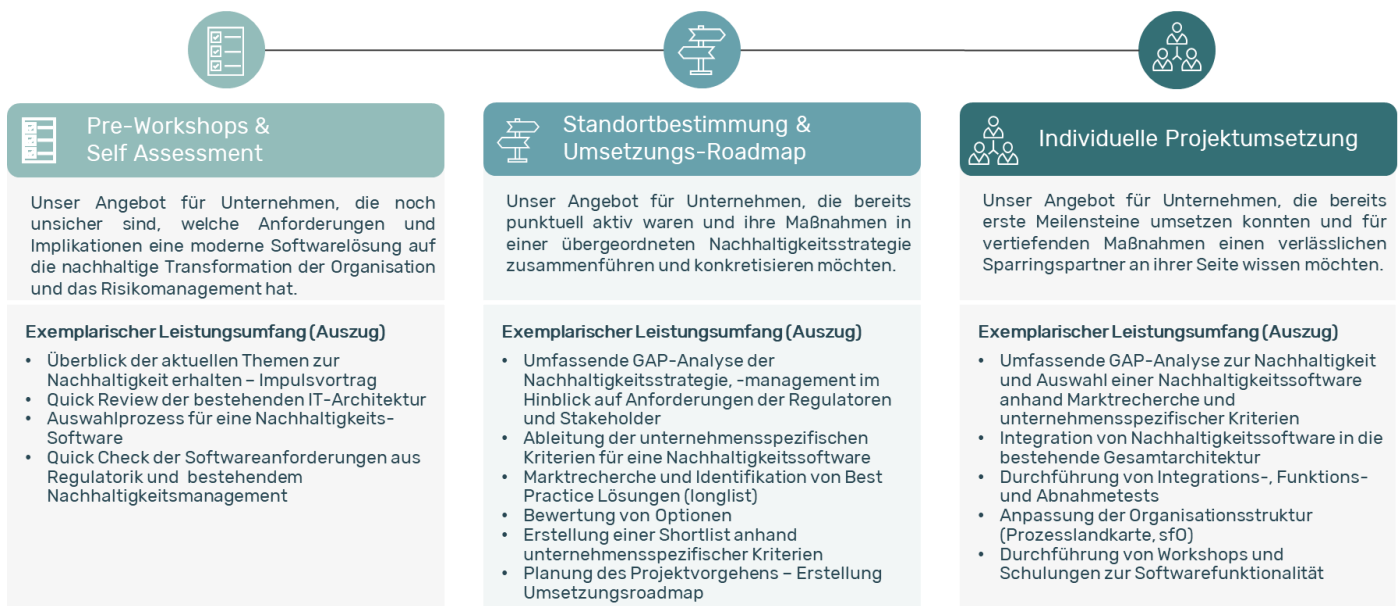 Pre-Workshops &
Self Assessment
Unser Angebot für Unternehmen, die noch
unsicher sind, welche Anforderungen und
Implikationen eine moderne Softwarelösung auf
die nachhaltige Transformation der Organisation
und das Risikomanagement hat.
Exemplarischer Leistungsumfang (Auszug)
• Überblick der aktuellen Themen zur
Nachhaltigkeit erhalten – Impulsvortrag
• Quick Review der bestehenden IT-Architektur
• Auswahlprozess für eine Nachhaltigkeits-
Software
• Quick Check der Softwareanforderungen aus
Regulatorik und bestehendem
Nachhaltigkeitsmanagement
Standortbestimmung &
Umsetzungs-Roadmap
Unser Angebot für Unternehmen, die bereits
punktuell aktiv waren und ihre Maßnahmen in
einer übergeordneten Nachhaltigkeitsstrategie
zusammenführen und konkretisieren möchten.
Exemplarischer Leistungsumfang (Auszug)
• Umfassende GAP-Analyse der
Nachhaltigkeitsstrategie, -management im
Hinblick auf Anforderungen der Regulatoren
und Stakeholder
• Ableitung der unternehmensspezifischen
Kriterien für eine Nachhaltigkeitssoftware
• Marktrecherche und Identifikation von Best
Practice Lösungen (longlist)
• Bewertung von Optionen
• Erstellung einer Shortlist anhand
unternehmensspezifischer Kriterien
• Planung des Projektvorgehens – Erstellung
Umsetzungsroadmap
Individuelle Projektumsetzung
Unser Angebot für Unternehmen, die bereits
erste Meilensteine umsetzen konnten und für
vertiefenden Maßnahmen einen verlässlichen
Sparringspartner an ihrer Seite wissen möchten.
Exemplarischer Leistungsumfang (Auszug)
• Umfassende GAP-Analyse zur Nachhaltigkeit
und Auswahl einer Nachhaltigkeitssoftware
anhand Marktrecherche und
unternehmensspezifischer Kriterien
• Integration von Nachhaltigkeitssoftware in die
bestehende Gesamtarchitektur
• Durchführung von Integrations-, Funktions-
und Abnahmetests
• Anpassung der Organisationsstruktur
(Prozesslandkarte, sfO)
• Durchführung von Workshops und
Schulungen zur Softwarefunktionalität